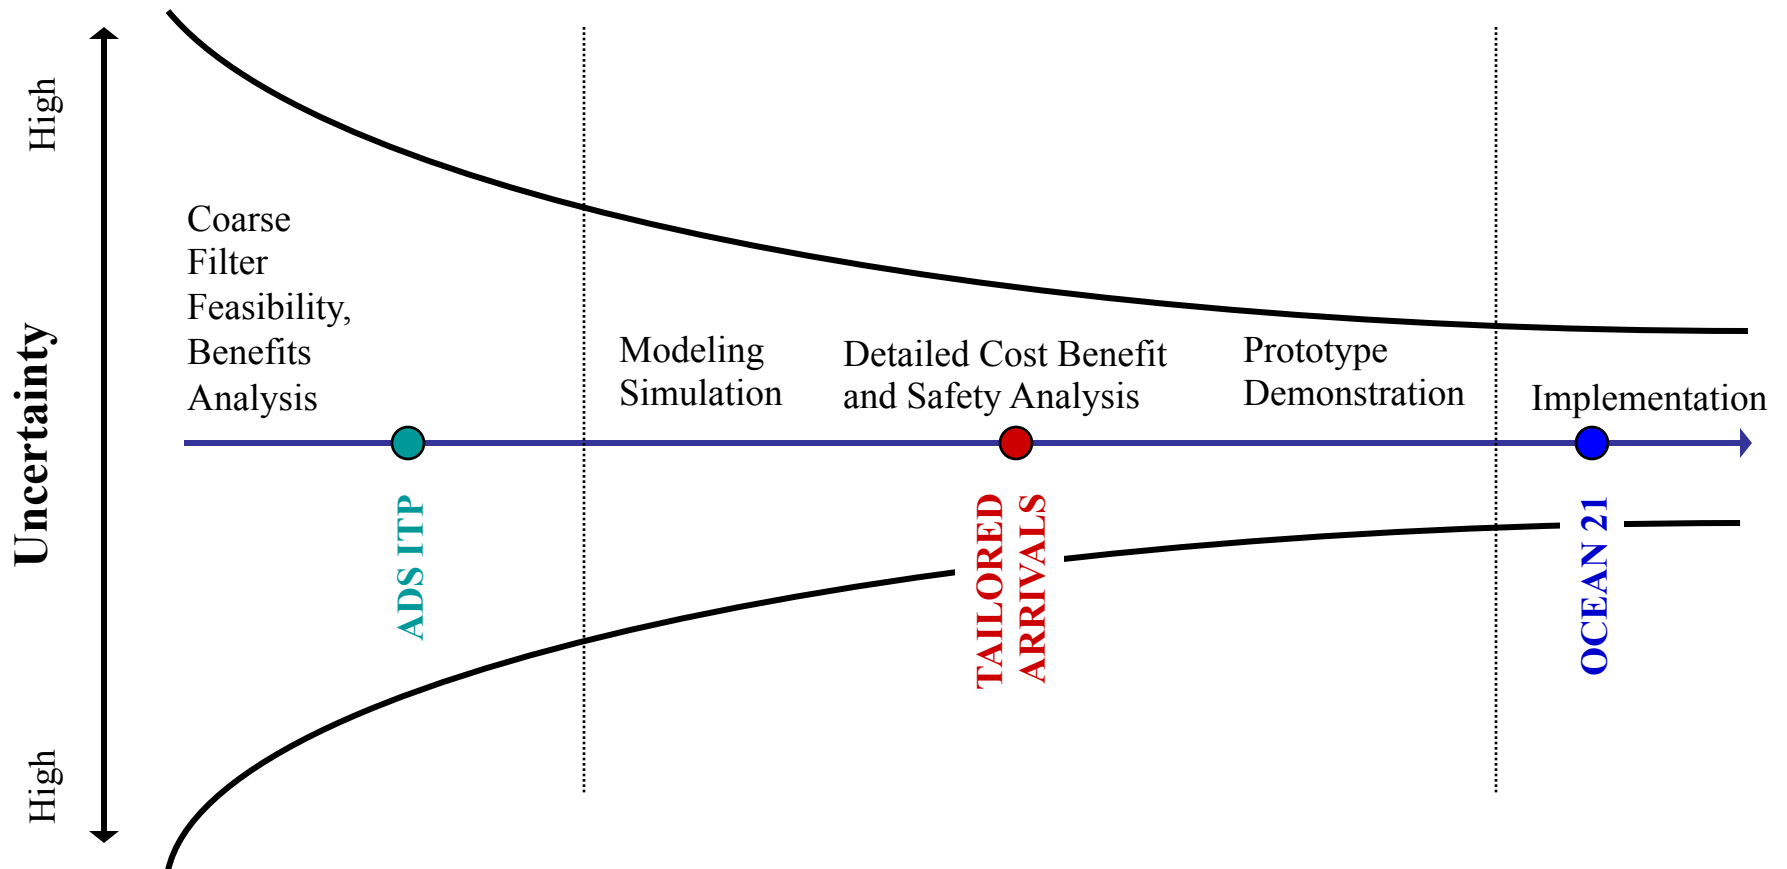 High
Uncertainty
High
Coarse
Filter
Feasibility,
Benefits
Analysis
Modeling
Simulation
Detailed Cost Benefit
and Safety Analysis
Prototype
Demonstration
Implementation
ADS ITP
TAILORED
ARRIVALS
OCEAN 21